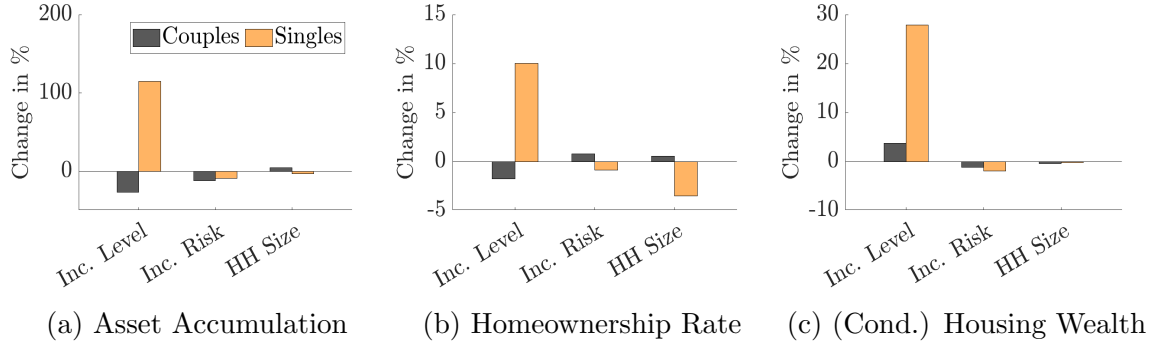 200
100
0
Change in %
Couples
Singles
Inc. Level
Inc. Risk
HH Size
(a) Asset Accumulation
15
10
5
0
-5
Change in %
Inc. Level
Inc. Risk
HH Size
(b) Homeownership Rate
30
20
10
0
-10
Change in %
Inc. Level
Inc. Risk
HH Size
(c) (Cond.) Housing Wealth